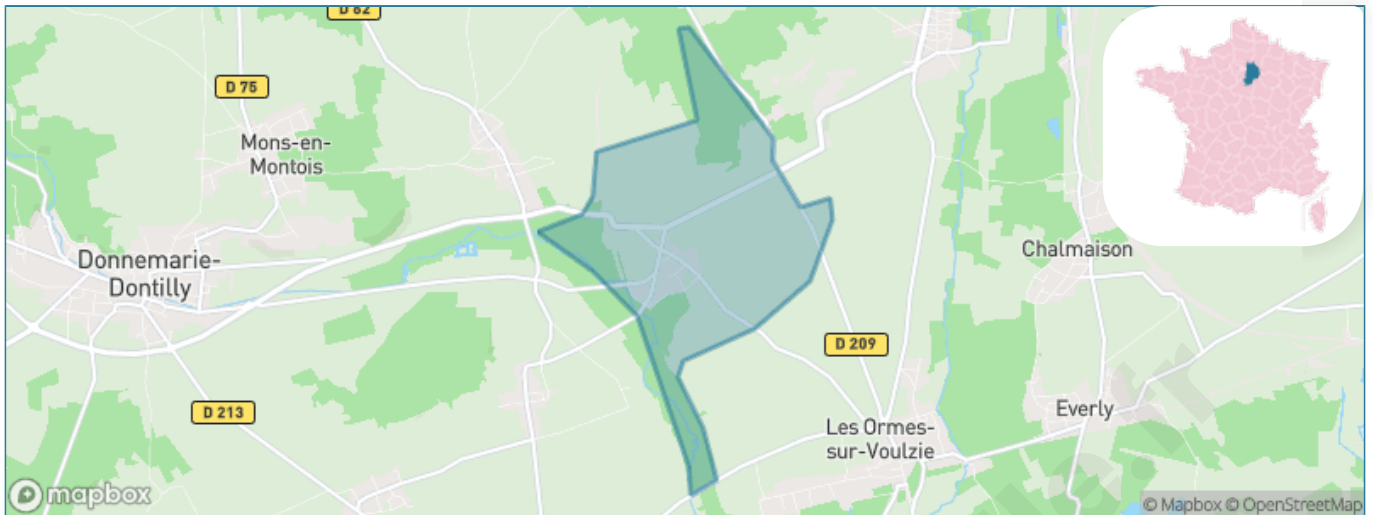 D 62
D 75
Mons-en-
Montois
Donnemarie-
Dontilly
Chalmaison
D 209
D 213
Everly
Les Ormes-
sur-Voulzie
mapbox
© Mapbox © OpenStreetMap